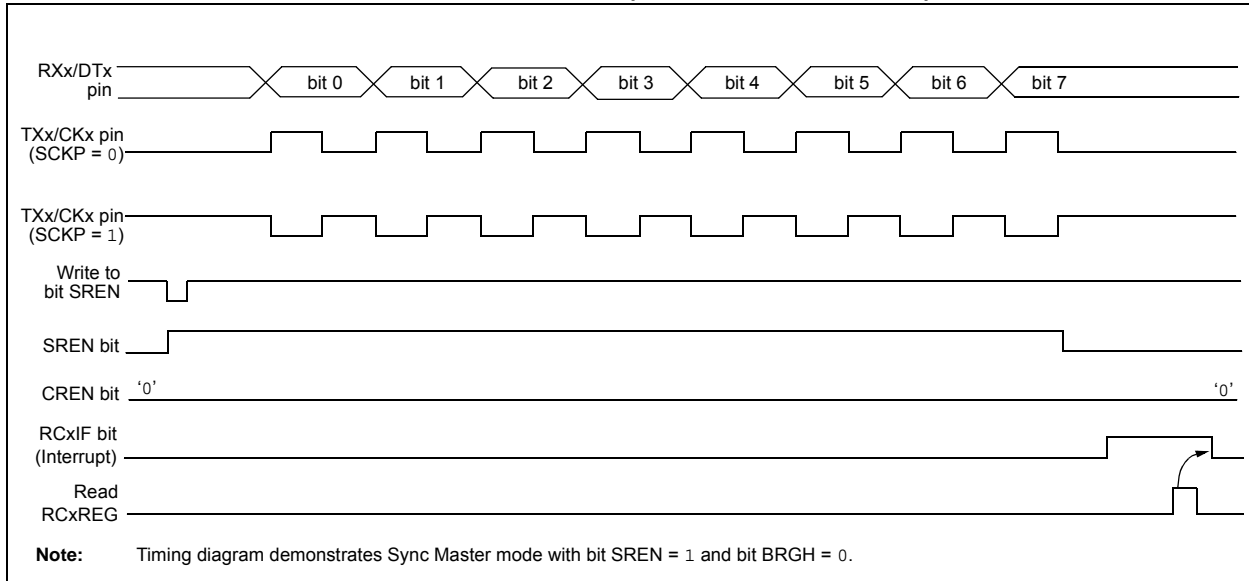 RXx/DTx
pin
bit 0 bit 1 bit 2 bit 3 bit 4 bit 5 bit 6 bit 7
TXx/CKx pin
(SCKP = 0)
TXx/CKx pin
(SCKP = 1)
Write to
bit SREN
SREN bit
CREN bit ‘0’ ‘0’
RCxIF bit
(Interrupt)
Read
RCxREG
Note: Timing diagram demonstrates Sync Master mode with bit SREN = 1 and bit BRGH = 0.